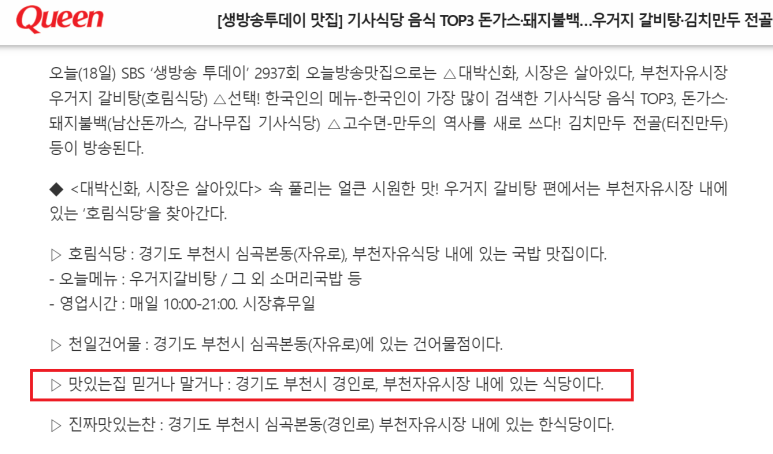 Queen
[생방송투데이 맛집] 기사식당 음식 TOP3 돈가스·돼지불백...우거지 갈비탕·김치만두 전골
오늘(18일) SBS ‘생방송 투데이’ 2937회 오늘방송맛집으로는 △대박신화, 시장은 살아있다, 부천자유시장
우거지 갈비탕(호림식당) △선택! 한국인의 메뉴-한국인이 가장 많이 검색한 기사식당 음식 TOP3, 돈가스·
돼지불백(남산돈까스, 감나무집 기사식당) △고수면-만두의 역사를 새로 쓰다! 김치만두 전골(터진만두)
등이 방송된다.
◆ <대박신화, 시장은 살아있다> 속 풀리는 얼큰 시원한 맛! 우거지 갈비탕 편에서는 부천자유시장 내에
있는 ‘호림식당’을 찾아간다.
▷ 호림식당 : 경기도 부천시 심곡본동(자유로), 부천자유식당 내에 있는 국밥 맛집이다.
- 오늘메뉴 : 우거지갈비탕 / 그 외 소머리국밥 등
- 영업시간 : 매일 10:00-21:00. 시장휴무일
▷ 천일건어물 : 경기도 부천시 심곡본동(자유로)에 있는 건어물점이다.
▷ 맛있는집 믿거나 말거나 : 경기도 부천시 경인로, 부천자유시장 내에 있는 식당이다.
▷ 진짜맛있는찬 : 경기도 부천시 심곡본동(경인로) 부천자유시장 내에 있는 한식당이다.